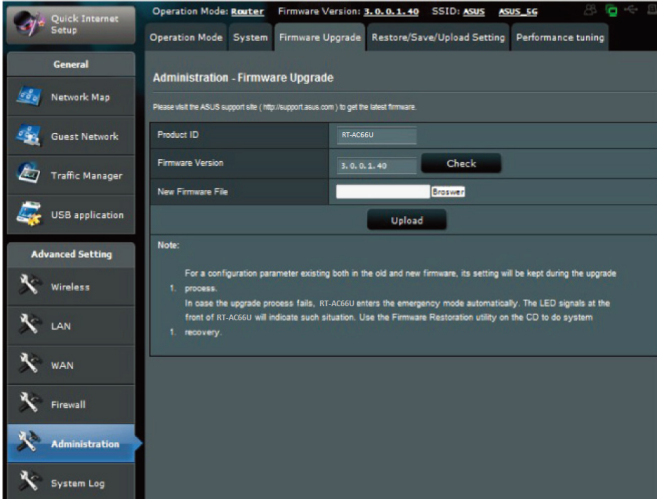 Quick Internet
Setup
Operation Mode: Router Firmware Version: 3.0.0.1.40 SSID: ASUS ASUS_5G
Operation Mode System Firmware Upgrade Restore/Save/Upload Setting Performance tuning
General
Network Map
Guest Network
Traffic Manager
USB application
Advanced Setting
Wireless
LAN
WAN
Firewall
Administration
System Log
Administration - Firmware Upgrade
Please visit the ASUS support site ( http://support.asus.com ) to get the latest firmware.
Product ID RT-AC66U
Firmware Version 3.0.0.1.40 Check
New Firmware File Broswer
Upload
Note:
For a configuration parameter existing both in the old and new firmware, its setting will be kept during the upgrade
1. process.
In case the upgrade process fails, RT-AC66U enters the emergency mode automatically. The LED signals at the
front of RT-AC66U will indicate such situation. Use the Firmware Restoration utility on the CD to do system
1. recovery.